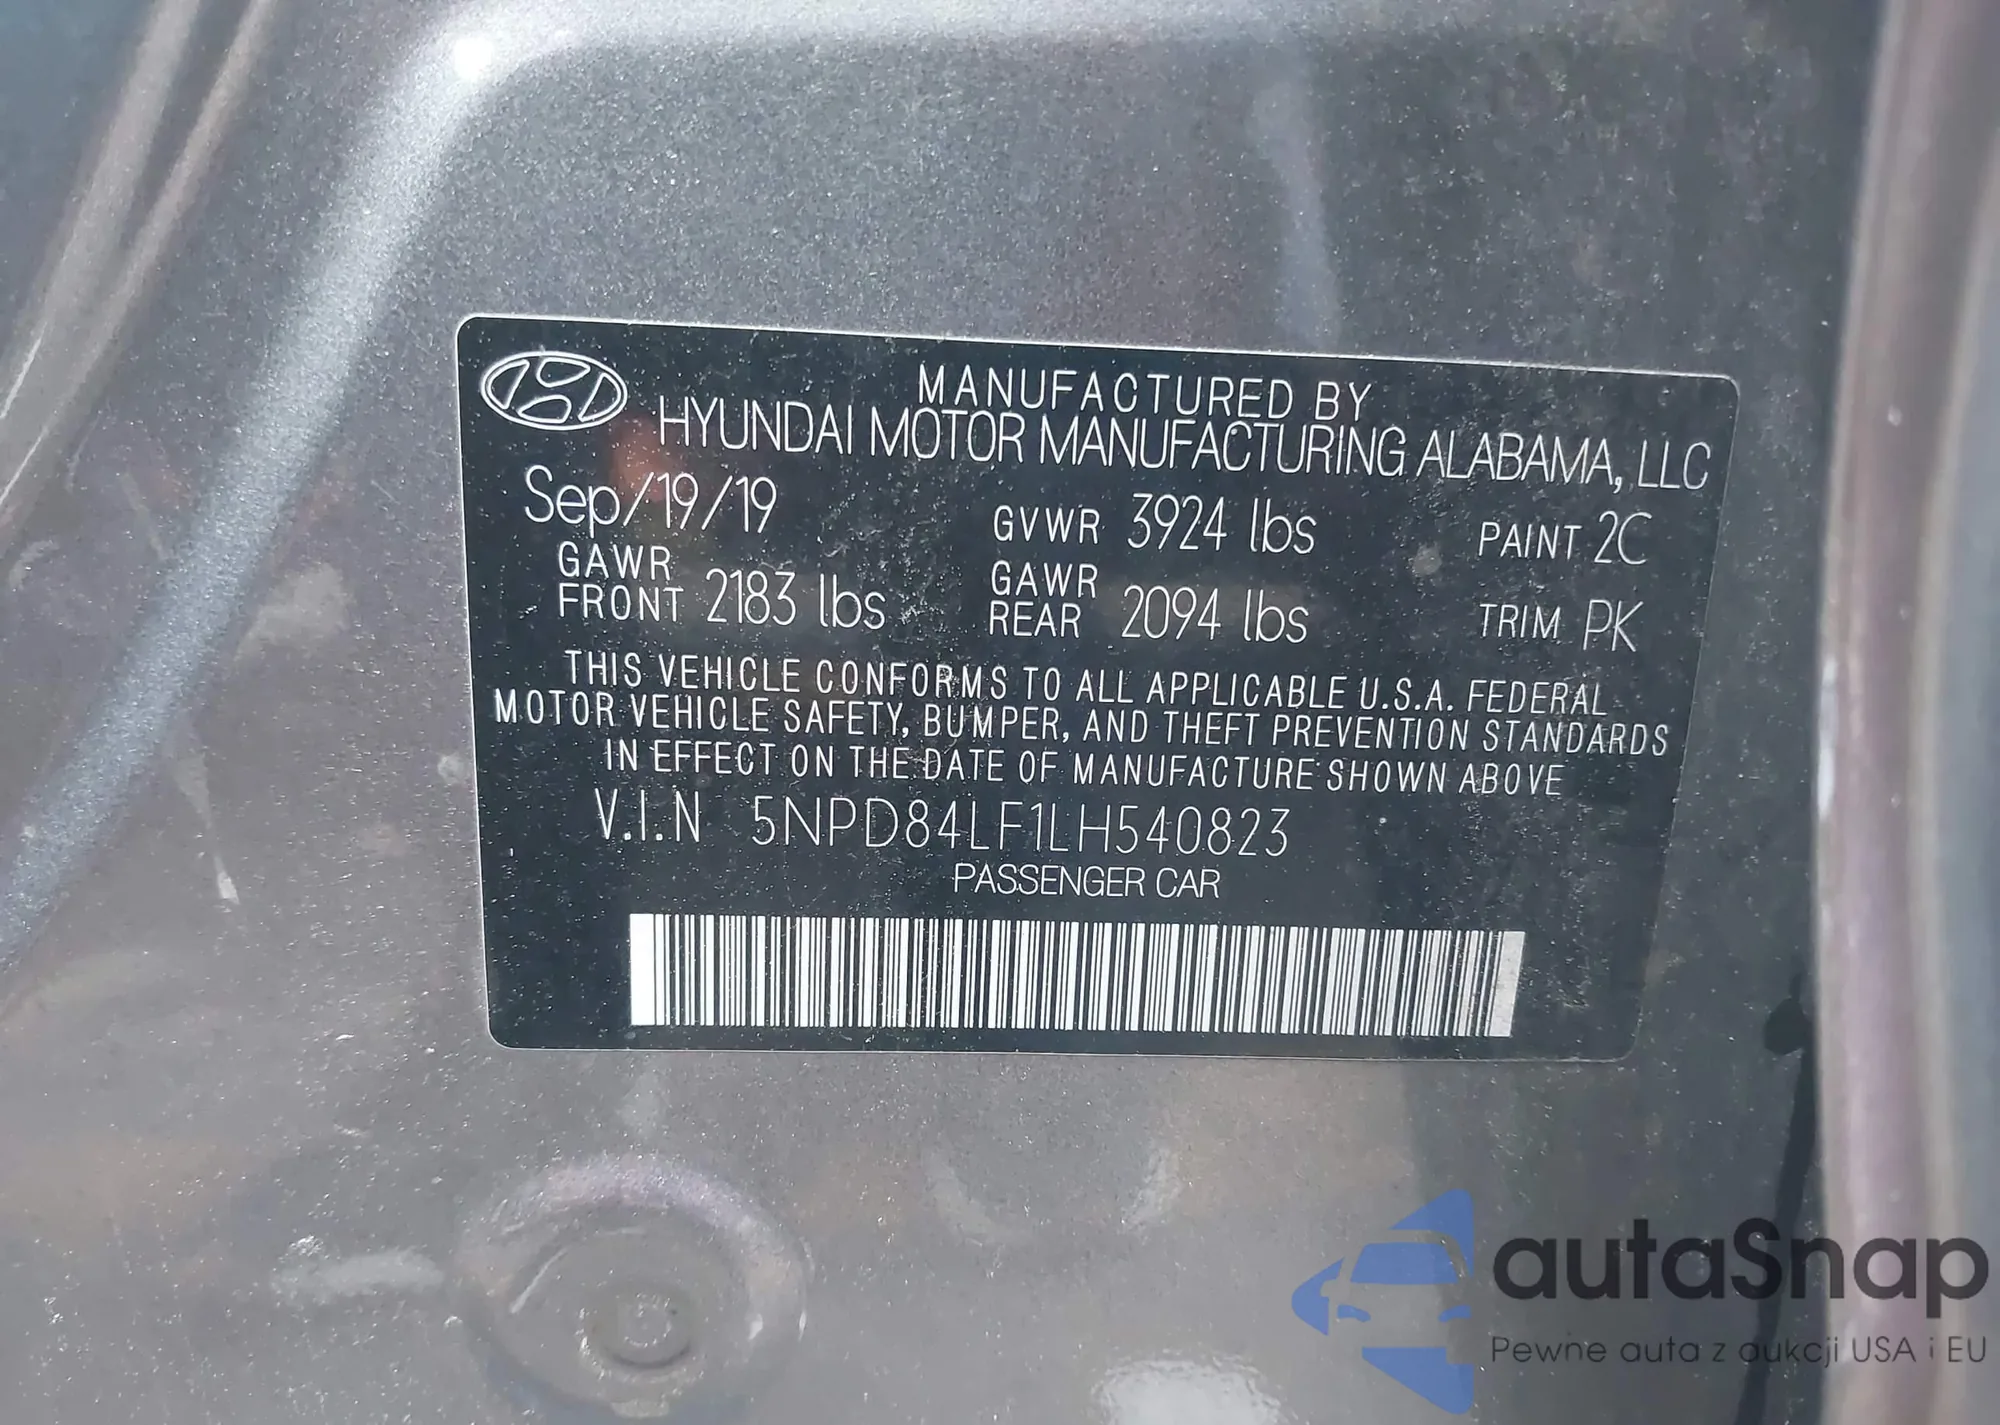 MANUFACTURED BY
HYUNDAI MOTOR MANUFACTURING ALABAMA, LLC
Sep/19/19 GVWR 3924 lbs PAINT 2C
GAWR FRONT 2183 lbs GAWR REAR 2094 lbs TRIM PK
THIS VEHICLE CONFORMS TO ALL APPLICABLE U.S.A. FEDERAL
MOTOR VEHICLE SAFETY, BUMPER, AND THEFT PREVENTION STANDARDS
IN EFFECT ON THE DATE OF MANUFACTURE SHOWN ABOVE
V.I.N 5NPD84LF1LH540823
PASSENGER CAR
autaSnap
Pewne auta z aukcji USA i EU